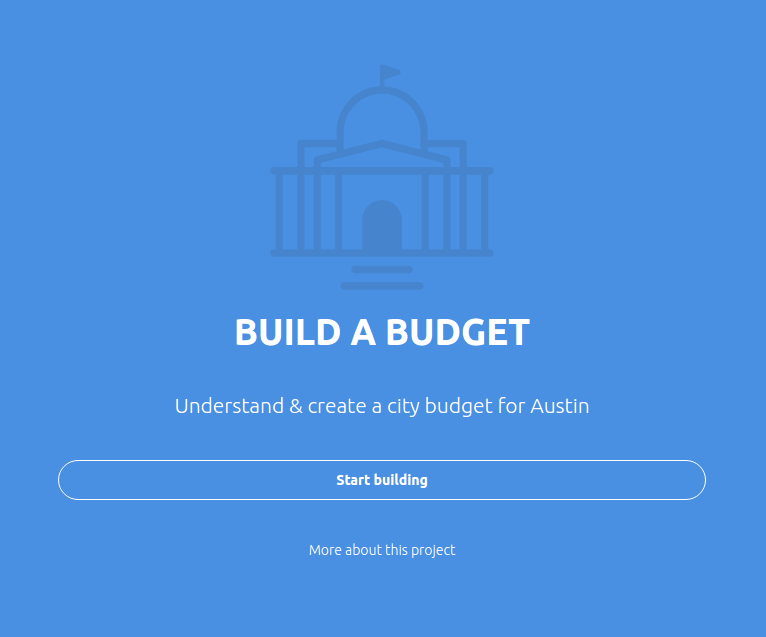 BUILD A BUDGET
Understand & create a city budget for Austin
Start building
More about this project